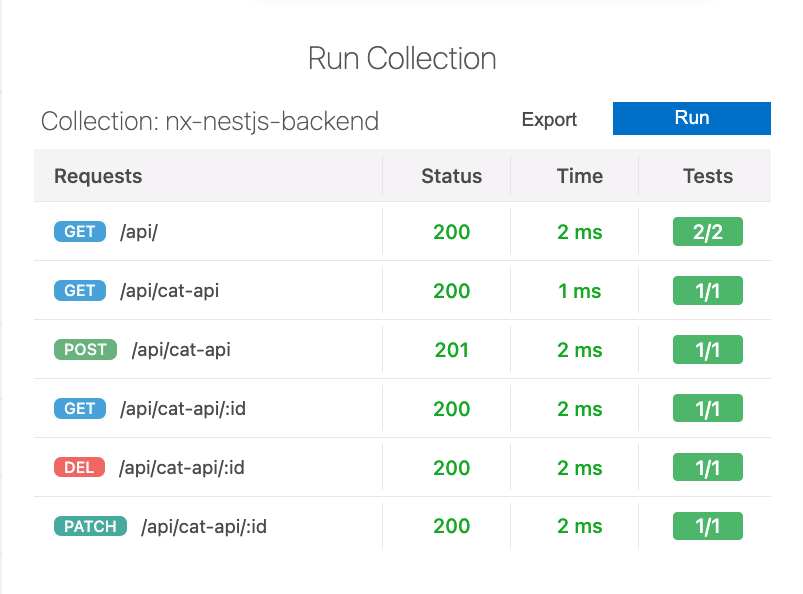 Run Collection
Collection: nx-nestjs-backend Export Run
Requests Status Time Tests
GET /api/ 200 2 ms 2/2
GET /api/cat-api 200 1 ms 1/1
POST /api/cat-api 201 2 ms 1/1
GET /api/cat-api/:id 200 2 ms 1/1
DEL /api/cat-api/:id 200 2 ms 1/1
PATCH /api/cat-api/:id 200 2 ms 1/1